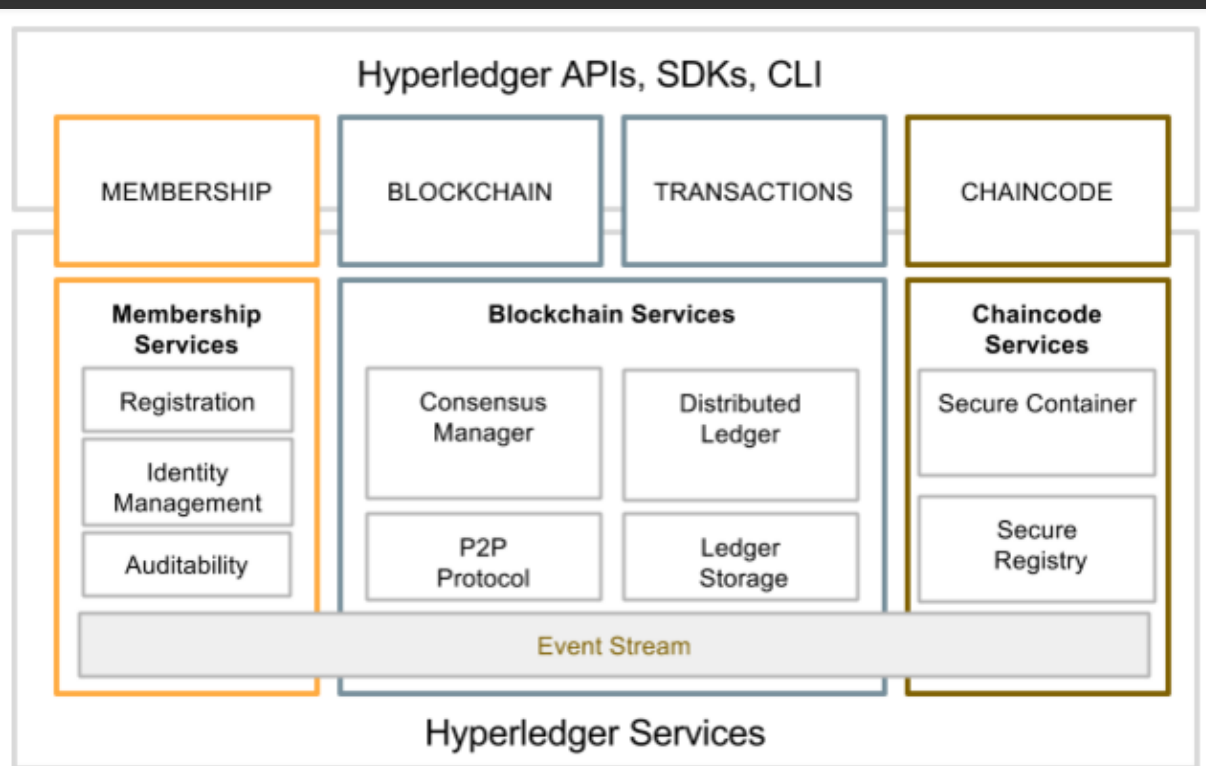 Hyperledger APIs, SDKs, CLI
MEMBERSHIP
BLOCKCHAIN
TRANSACTIONS
CHAINCODE
Membership
Services
Registration
Identity
Management
Auditability
Blockchain Services
Consensus
Manager
Distributed
Ledger
P2P
Protocol
Ledger
Storage
Chaincode
Services
Secure Container
Secure
Registry
Event Stream
Hyperledger Services